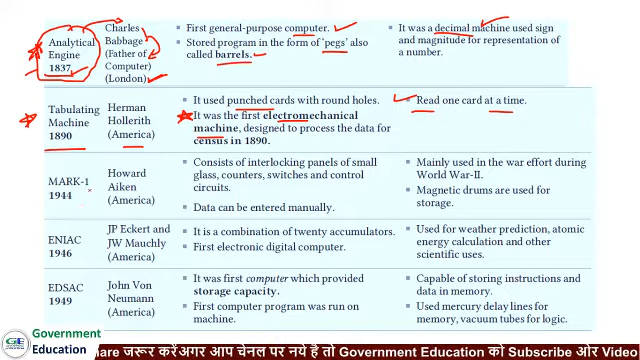 Analytical Engine 1837
Charles Babbage (Father of Computer) (London)
• First general-purpose computer.
• Stored program in the form of 'pegs' also called barrels.
• It was a decimal machine used sign and magnitude for representation of a number.
Tabulating Machine 1890
Herman Hollerith (America)
• It used punched cards with round holes.
• It was the first electromechanical machine, designed to process the data for census in 1890.
• Read one card at a time.
MARK-1 1944
Howard Aiken (America)
• Consists of interlocking panels of small glass, counters, switches and control circuits.
• Data can be entered manually.
• Mainly used in the war effort during World War-II.
• Magnetic drums are used for storage.
ENIAC 1946
JP Eckert and JW Mauchly (America)
• It is a combination of twenty accumulators.
• First electronic digital computer.
• Used for weather prediction, atomic energy calculation and other scientific uses.
EDSAC 1949
John Von Neumann (America)
• It was first computer which provided storage capacity.
• First computer program was run on machine.
• Capable of storing instructions and data in memory.
• Used mercury delay lines for memory, vacuum tubes for logic.
GE
Government Education
Share जरूर करें अगर आप चेनल पर नये है तो Government Education को Subscribe ओर Video